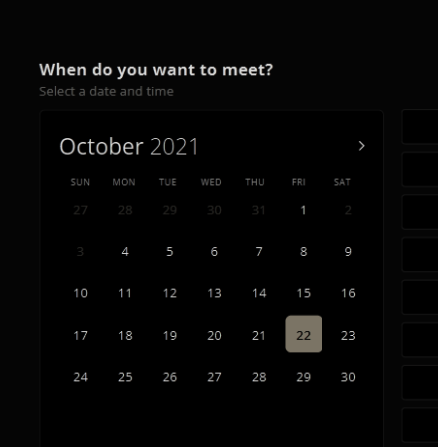 When do you want to meet?
Select a date and time
October 2021 >
SUN MON TUE WED THU FRI SAT
27 28 29 30 31 1 2
3 4 5 6 7 8 9
10 11 12 13 14 15 16
17 18 19 20 21 22 23
24 25 26 27 28 29 30